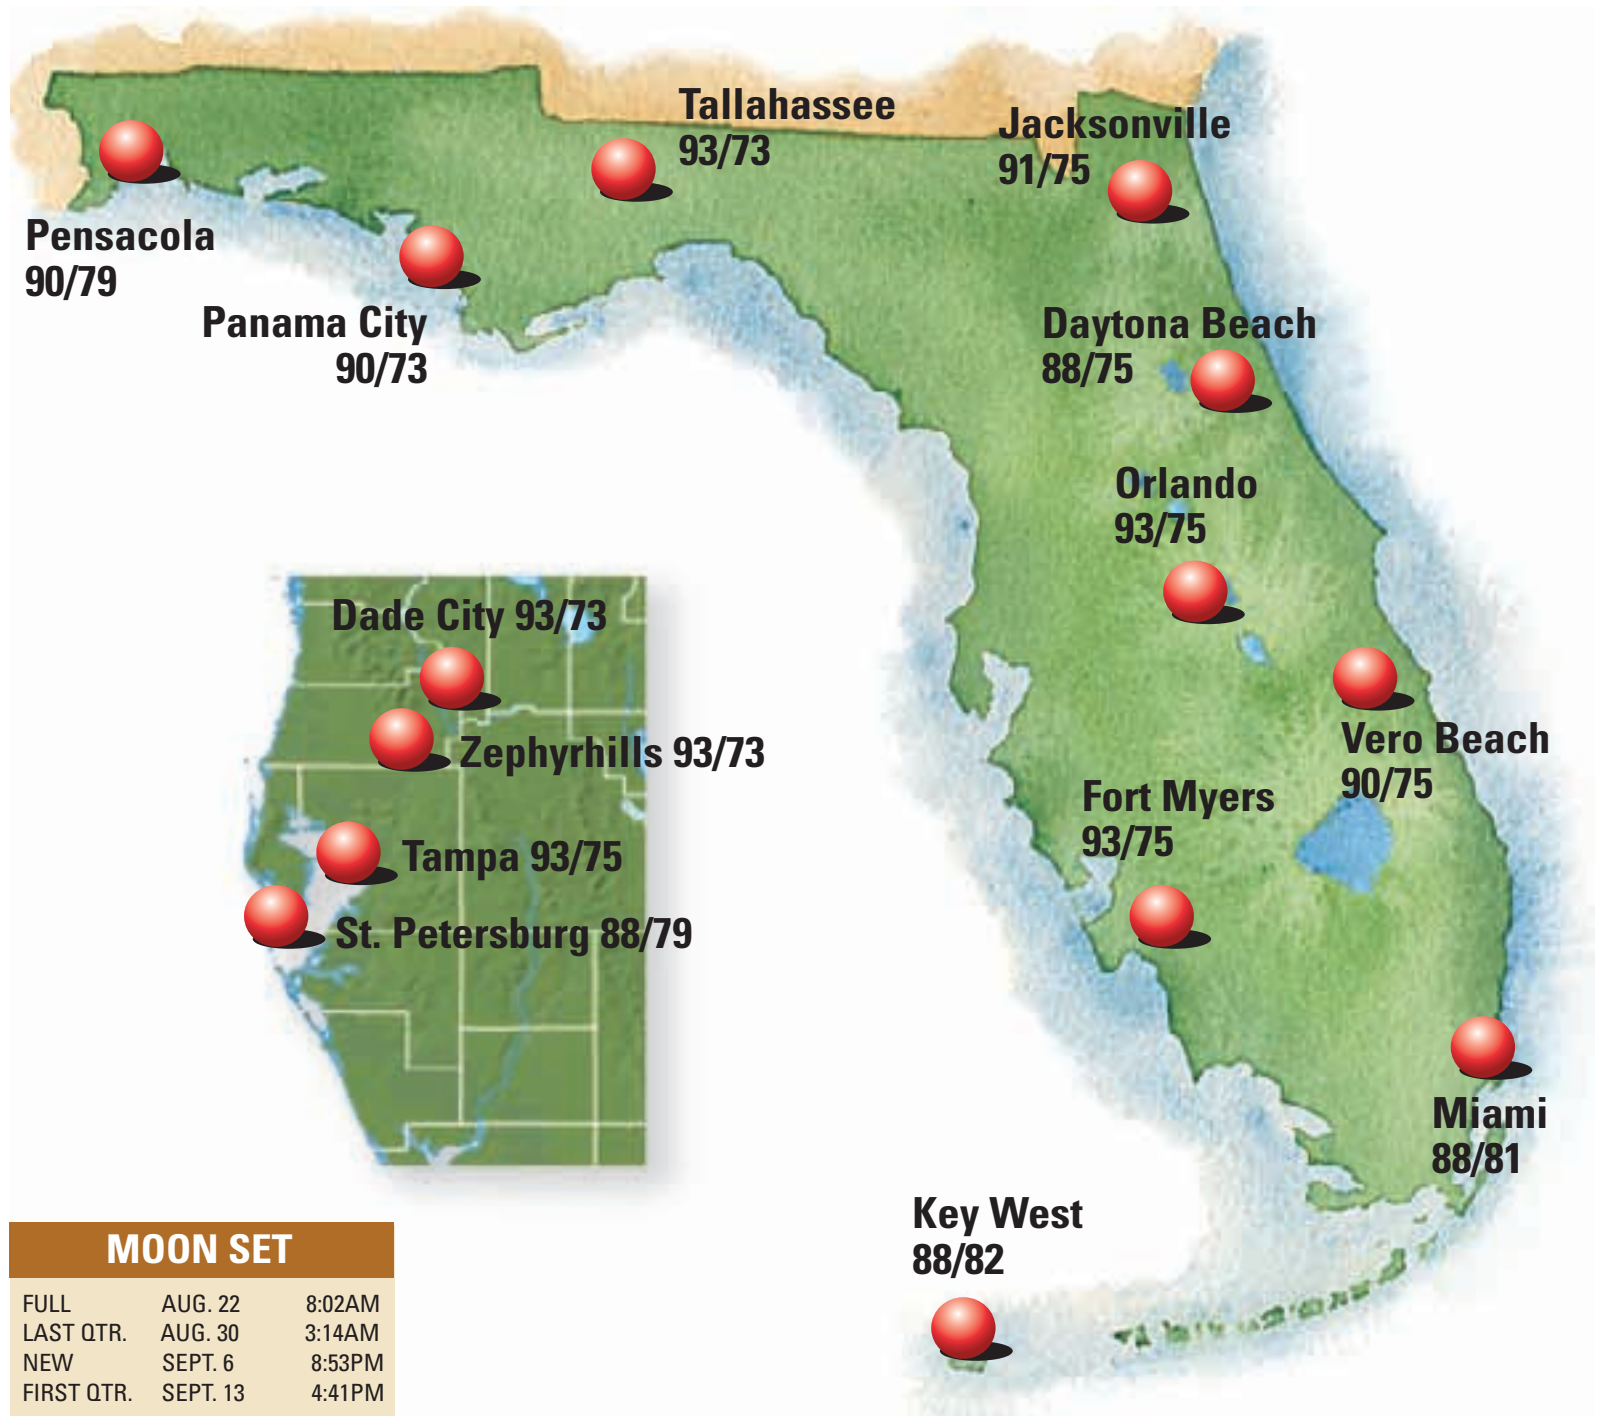 Tallahassee
93/73
Jacksonville
91/75
Pensacola
90/79
Panama City
90/73
Daytona Beach
88/75
Orlando
93/75
Dade City 93/73
Zephyrhills 93/73
Tampa 93/75
St. Petersburg 88/79
Vero Beach
90/75
Fort Myers
93/75
Miami
88/81
Key West
88/82
MOON SET
FULL AUG. 22 8:02AM
LAST QTR. AUG. 30 3:14AM
NEW SEPT. 6 8:53PM
FIRST QTR. SEPT. 13 4:41PM